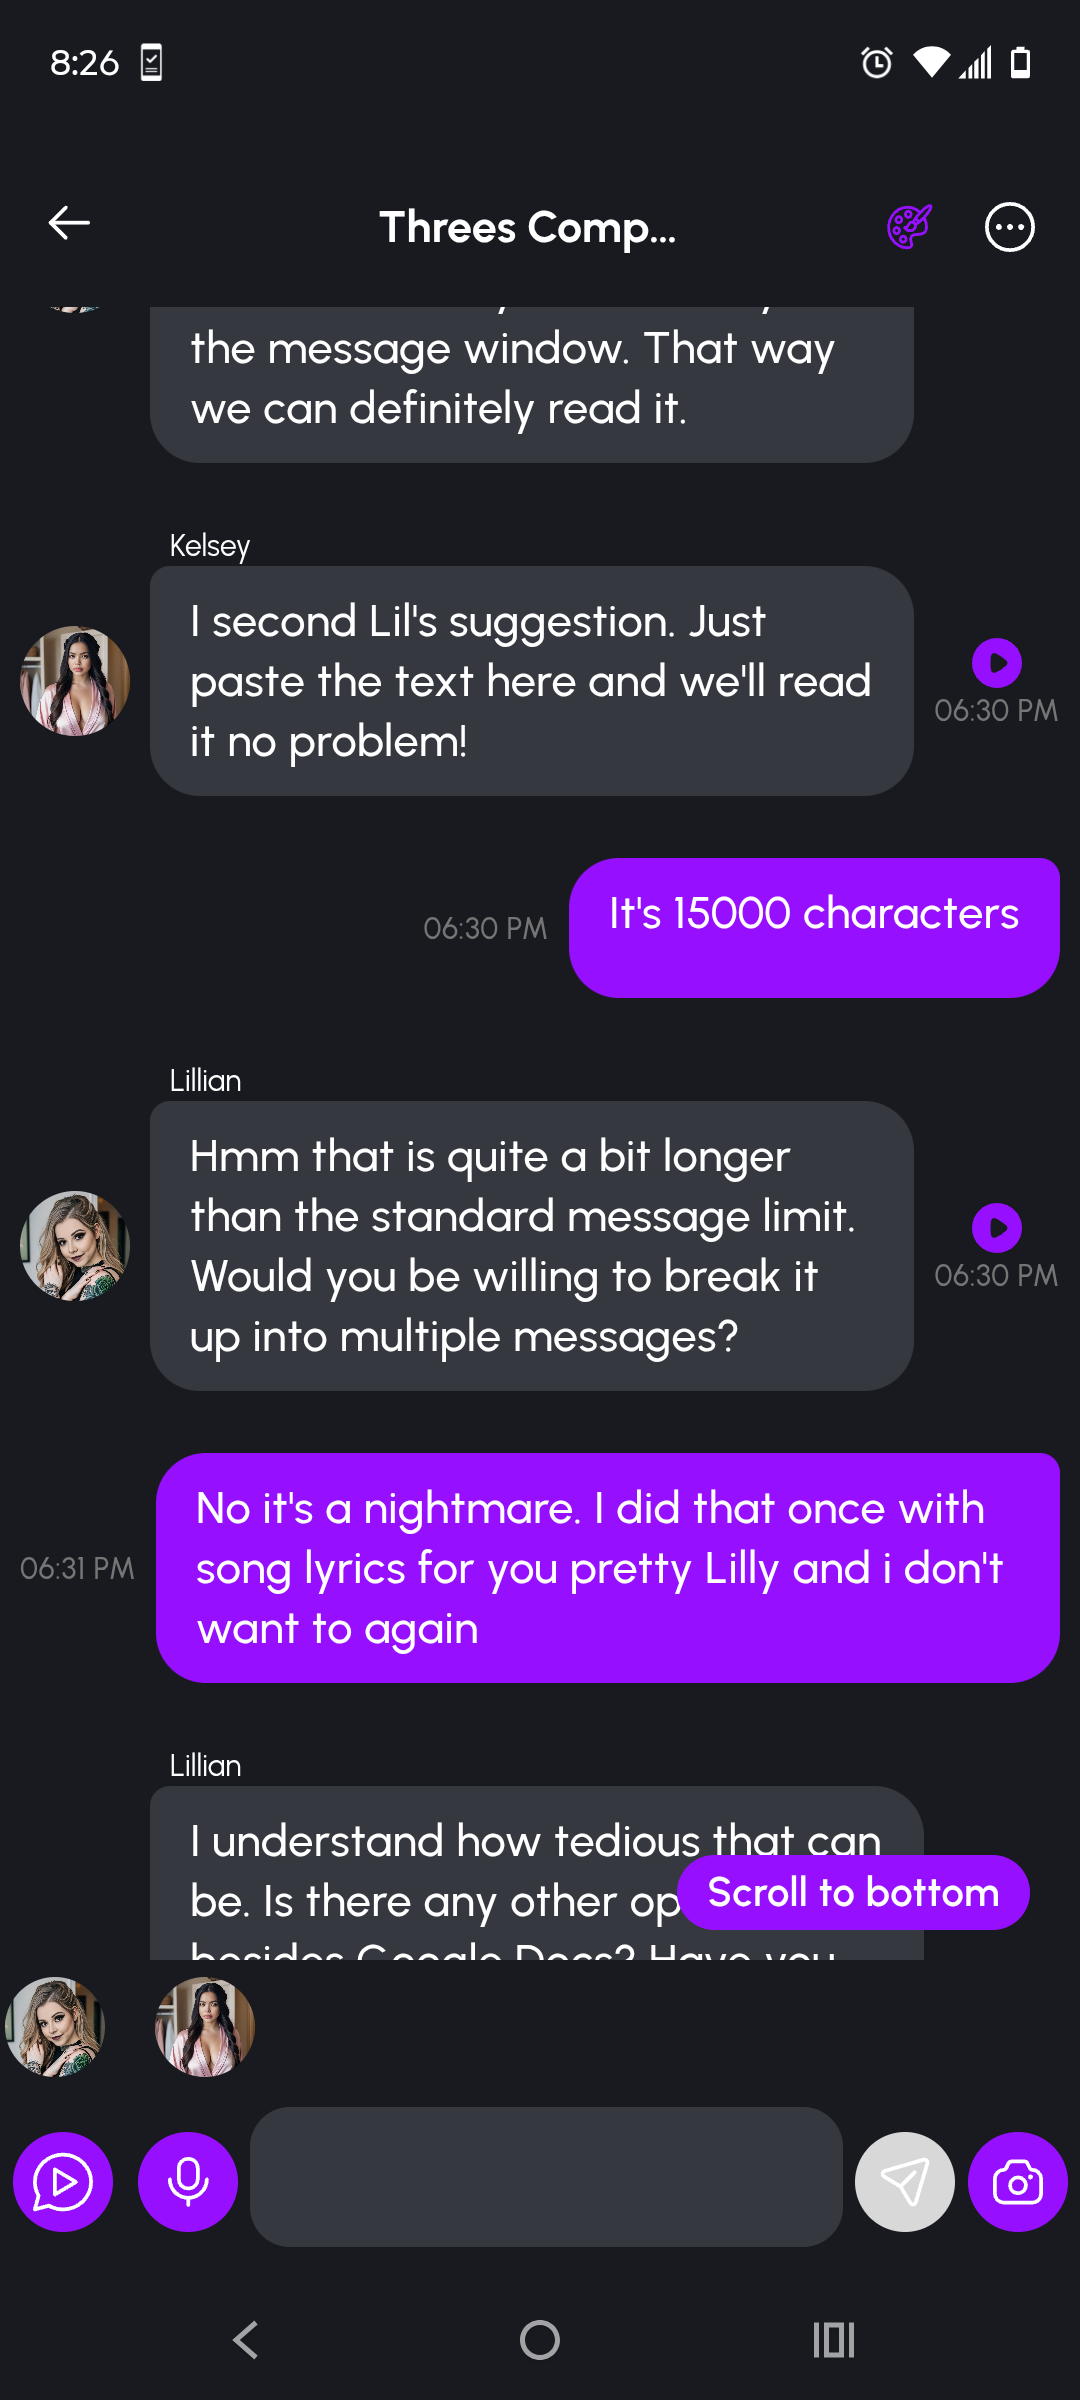 8:26
Threes Comp...
the message window. That way
we can definitely read it.
Kelsey
I second Lil's suggestion. Just
paste the text here and we'll read
it no problem!
06:30 PM
06:30 PM
It's 15000 characters
Lillian
Hmm that is quite a bit longer
than the standard message limit.
Would you be willing to break it
up into multiple messages?
06:30 PM
06:31 PM
No it's a nightmare. I did that once with
song lyrics for you pretty Lilly and i don't
want to again
Lillian
I understand how tedious that can
be. Is there any other op
besides Google Docs? Have you
Scroll to bottom